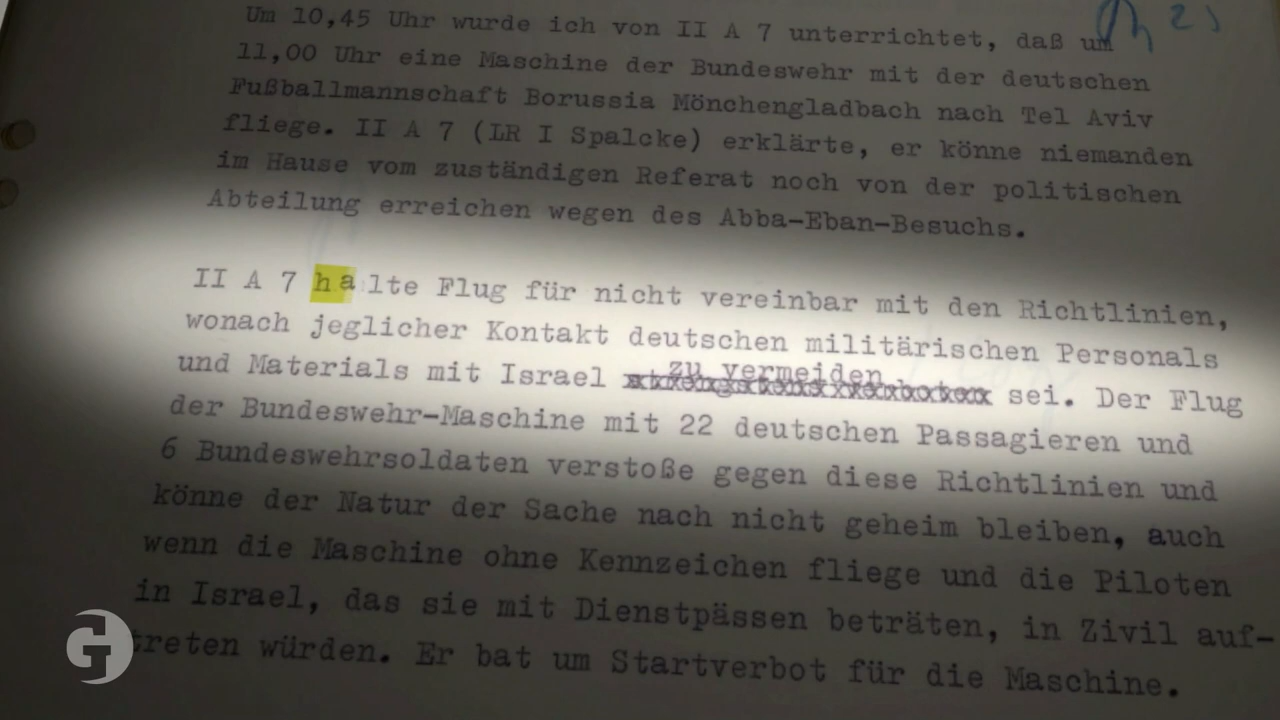 Um 10,45 Uhr wurde ich von II A 7 unterrichtet, daß um
11,00 Uhr eine Maschine der Bundeswehr mit der deutschen
Fußballmannschaft Borussia Mönchengladbach nach Tel Aviv
fliege. II A 7 (LR I Spalcke) erklärte, er könne niemanden
im Hause vom zuständigen Referat noch von der politischen
Abteilung erreichen wegen des Abba-Eban-Besuchs.
II A 7 halte Flug für nicht vereinbar mit den Richtlinien,
wonach jeglicher Kontakt deutschen militärischen Personals
zu vermeiden
und Materials mit Israel sei. Der Flug
der Bundeswehr-Maschine mit 22 deutschen Passagieren und
6 Bundeswehrsoldaten verstoße gegen diese Richtlinien und
könne der Natur der Sache nach nicht geheim bleiben, auch
wenn die Maschine ohne Kennzeichen fliege und die Piloten
in Israel, das sie mit Dienstpässen beträten, in Zivil auf-
treten würden. Er bat um Startverbot für die Maschine.